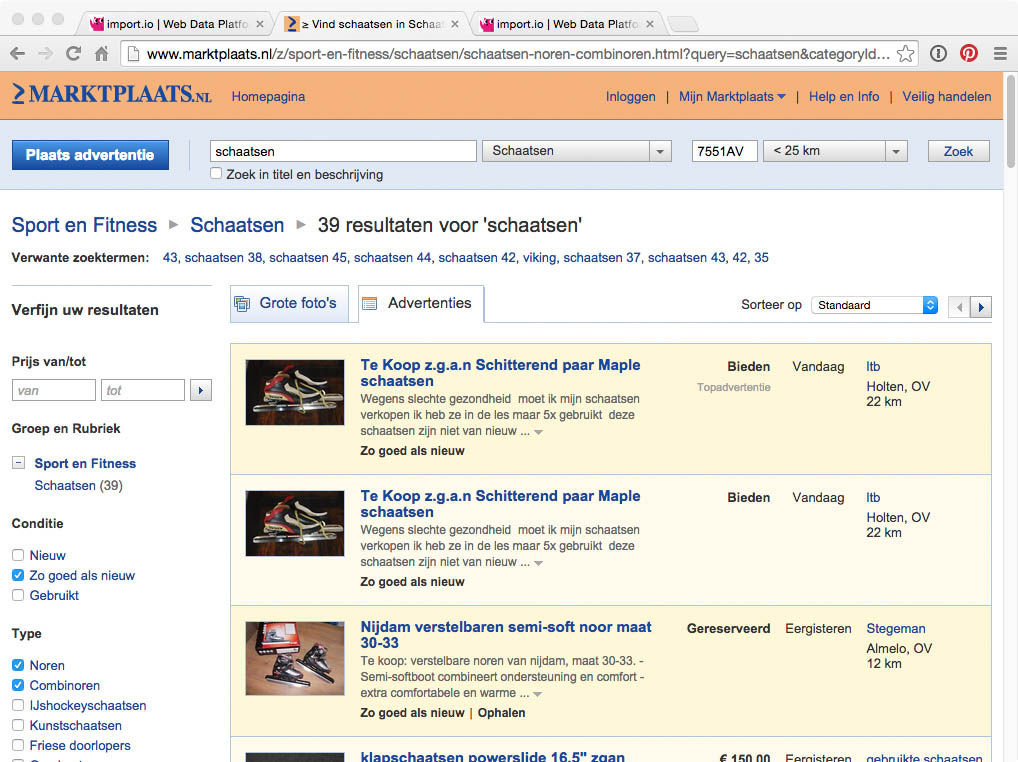 import.io | Web Data Platfo
≥ Vind schaatsen in Schaat
import.io | Web Data Platfo
www.marktplaats.nl/z/sport-en-fitness/schaatsen/schaatsen-noren-combinoren.html?query=schaatsen&categoryId...
MARKTPLAATS.NL Homepagina Inloggen | Mijn Marktplaats | Help en Info | Veilig handelen
Plaats advertentie schaatsen Schaatsen 7551AV < 25 km Zoek
Zoek in titel en beschrijving
Sport en Fitness Schaatsen 39 resultaten voor 'schaatsen'
Verwante zoektermen: 43, schaatsen 38, schaatsen 45, schaatsen 44, schaatsen 42, viking, schaatsen 37, schaatsen 43, 42, 35
Verfijn uw resultaten
Prijs van/tot
van tot
Groep en Rubriek
Sport en Fitness
Schaatsen (39)
Conditie
Nieuw
Zo goed als nieuw
Gebruikt
Type
Noren
Combinoren
IJshockeyschaatsen
Kunstschaatsen
Friese doorlopers
Grote foto's Advertenties Sorteer op Standaard
Te Koop z.g.a.n Schitterend paar Maple
schaatsen
Wegens slechte gezondheid moet ik mijn schaatsen
verkopen ik heb ze in de les maar 5x gebruikt deze
schaatsen zijn niet van nieuw ...
Zo goed als nieuw
Bieden
Topadvertentie
Vandaag
ltb
Holten, OV
22 km
Te Koop z.g.a.n Schitterend paar Maple
schaatsen
Wegens slechte gezondheid moet ik mijn schaatsen
verkopen ik heb ze in de les maar 5x gebruikt deze
schaatsen zijn niet van nieuw ...
Zo goed als nieuw
Bieden
Vandaag
ltb
Holten, OV
22 km
Nijdam verstelbaren semi-soft noor maat
30-33
Te koop: verstelbare noren van nijdam, maat 30-33. -
Semi-softboot combineert ondersteuning en comfort -
extra comfortabele en warme ...
Zo goed als nieuw | Ophalen
Gereserveerd
Eergisteren
Stegeman
Almelo, OV
12 km
klapschaatsen powerslide 16,5" zgan
€ 150,00
Eergisteren
gebruikte schaatsen